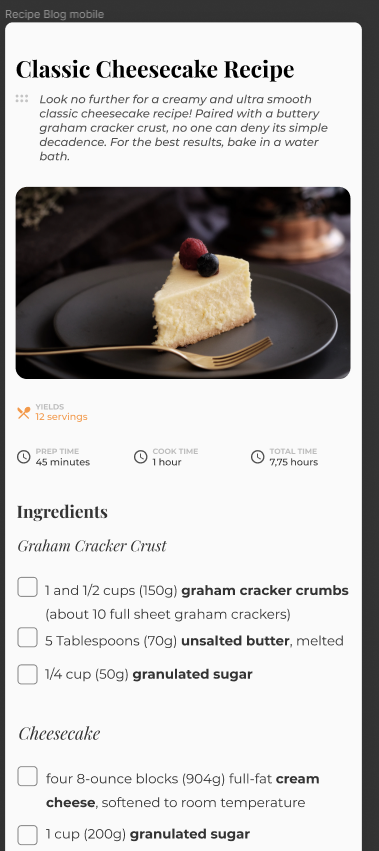 Recipe Blog mobile
Classic Cheesecake Recipe
Look no further for a creamy and ultra smooth
classic cheesecake recipe! Paired with a buttery
graham cracker crust, no one can deny its simple
decadence. For the best results, bake in a water
bath.
YIELDS
12 servings
PREP TIME
45 minutes
COOK TIME
1 hour
TOTAL TIME
7,75 hours
Ingredients
Graham Cracker Crust
1 and 1/2 cups (150g) graham cracker crumbs
(about 10 full sheet graham crackers)
5 Tablespoons (70g) unsalted butter, melted
1/4 cup (50g) granulated sugar
Cheesecake
four 8-ounce blocks (904g) full-fat cream
cheese, softened to room temperature
1 cup (200g) granulated sugar